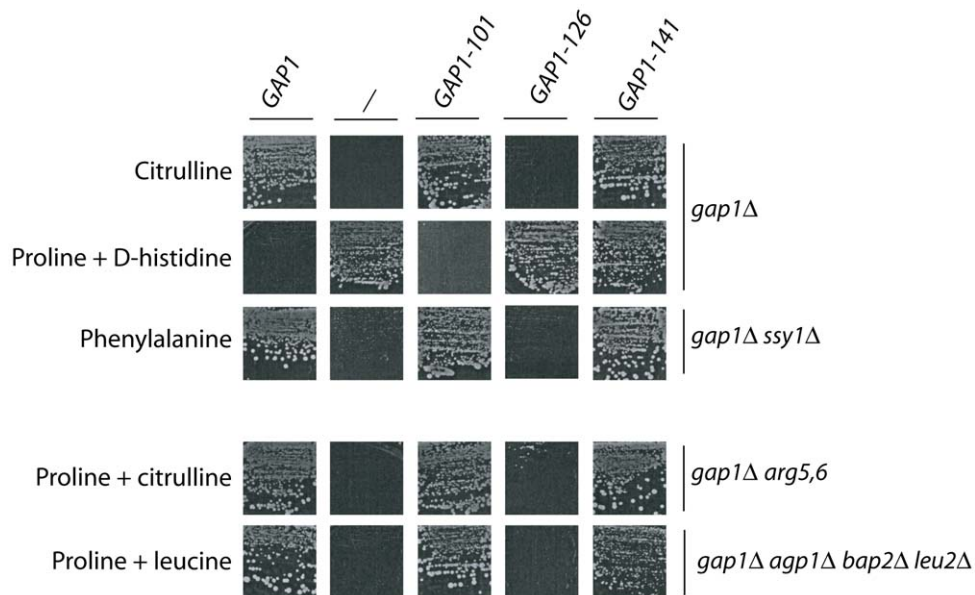 GAP1
/
GAP1-101
GAP1-126
GAP1-141
Citrulline
gap1Δ
Proline + D-histidine
Phenylalanine
gap1Δ ssy1Δ
Proline + citrulline
gap1Δ arg5,6
Proline + leucine
gap1Δ agp1Δ bap2Δ leu2Δ